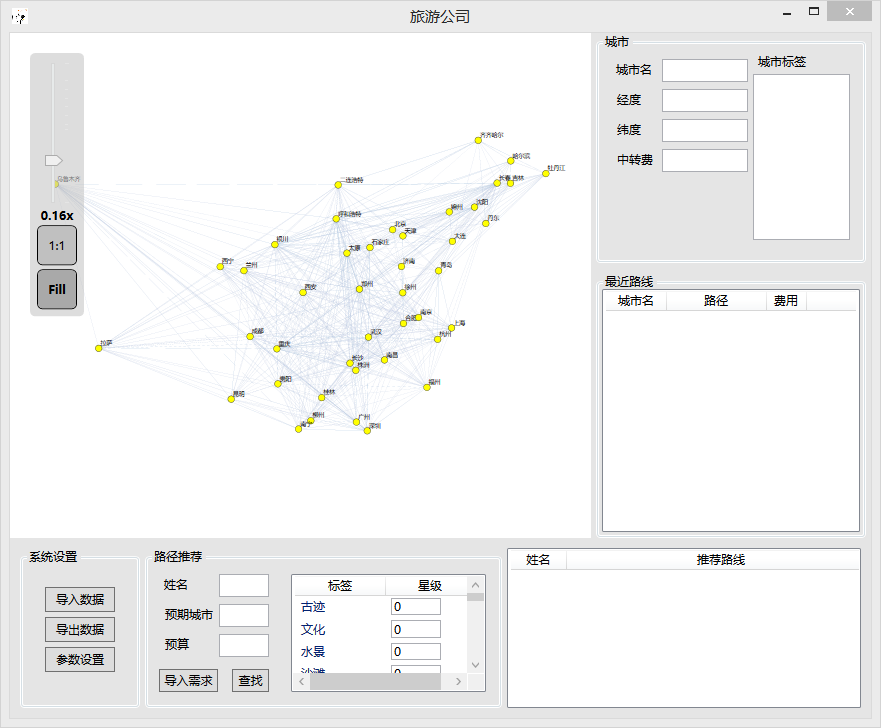 旅游公司
齐齐哈尔
哈尔滨
牡丹江
乌鲁木齐
二连浩特
长春 吉林
0.16x
锦州
沈阳
呼和浩特
丹东
北京
天津
1:1
银川
太原
石家庄
大连
西宁
兰州
济南
青岛
Fill
西安
郑州
徐州
合肥
南京
上海
成都
武汉
杭州
拉萨
重庆
长沙
南昌
株洲
贵阳
福州
昆明
桂林
柳州
广州
南宁
深圳
城市
城市名
城市标签
经度
纬度
中转费
最近路线
城市名 路径 费用
系统设置
导入数据
导出数据
参数设置
路径推荐
姓名
预期城市
预算
导入需求 查找
标签 星级
古迹 0
文化 0
水景 0
沙滩 0
姓名 推荐路线